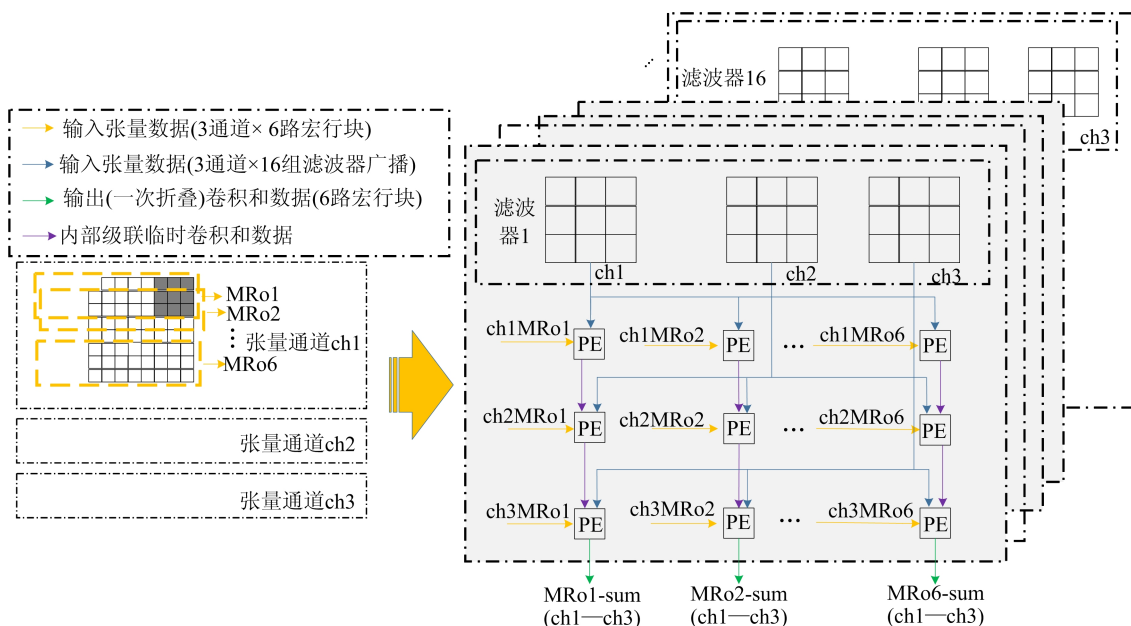 滤波器16
ch3
输入张量数据(3通道×6路宏行块)
输入张量数据(3通道×16组滤波器广播)
输出(一次折叠)卷积和数据(6路宏行块)
内部级联临时卷积和数据
滤波
器1
ch1
ch2
ch3
MRo1
MRo2
⋮
张量通道ch1
MRo6
张量通道ch2
张量通道ch3
ch1MRo1
PE
ch1MRo2
PE
…
ch1MRo6
PE
ch2MRo1
PE
ch2MRo2
PE
…
ch2MRo6
PE
ch3MRo1
PE
ch3MRo2
PE
…
ch3MRo6
PE
MRo1-sum
(ch1—ch3)
MRo2-sum
(ch1—ch3)
MRo6-sum
(ch1—ch3)